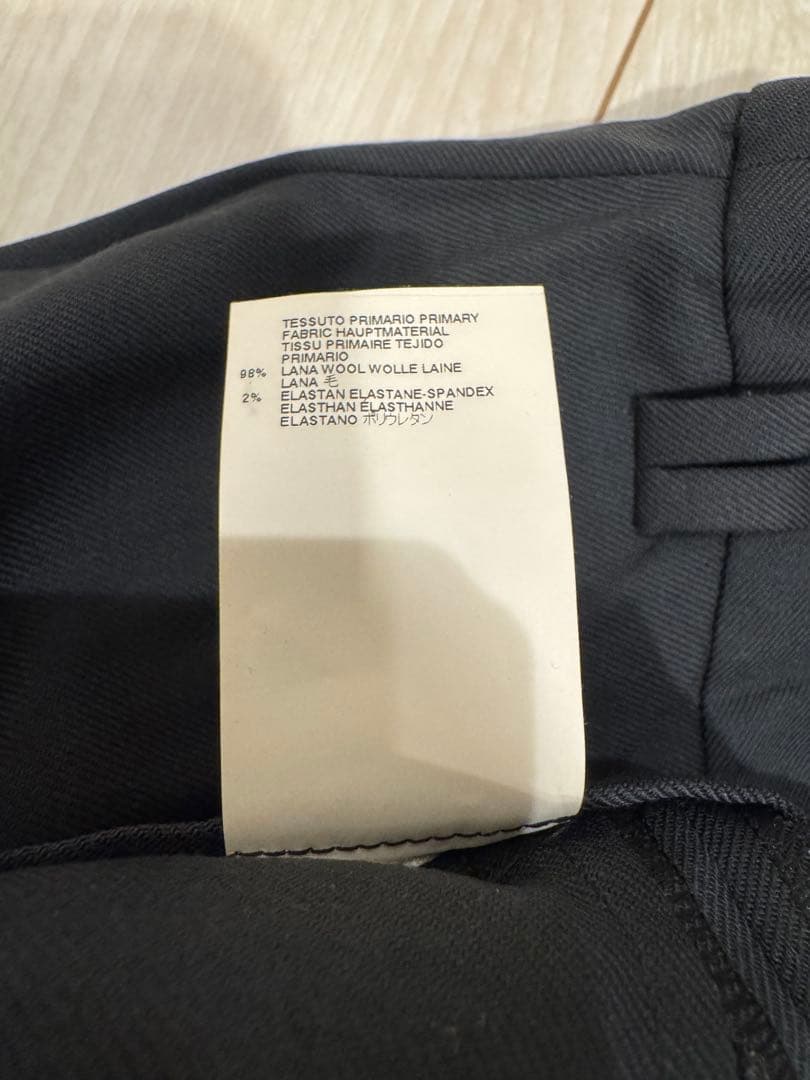 TESSUTO PRIMARIO PRIMARY
FABRIC HAUPTMATERIAL
TISSU PRIMAIRE TEJIDO
PRIMARIO
98% LANA WOOL WOLLE LAINE
LANA 毛
2% ELASTAN ELASTANE-SPANDEX
ELASTHAN ÉLASTHANNE
ELASTANO ポリウレタン